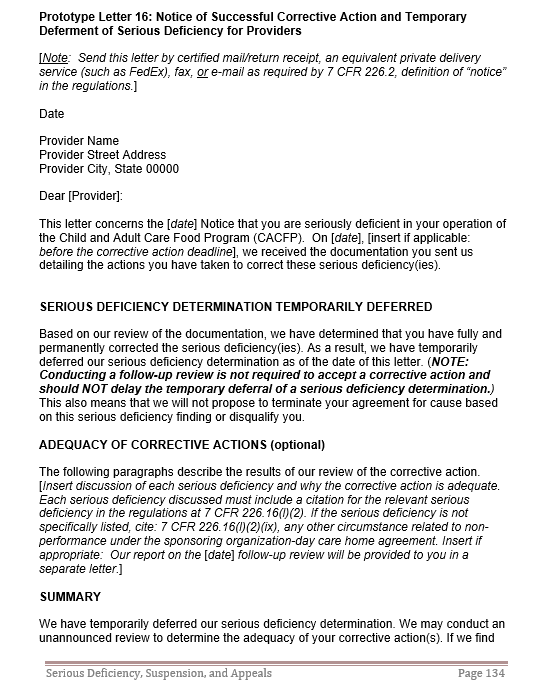 Prototype Letter 16: Notice of Successful Corrective Action and Temporary
Deferment of Serious Deficiency for Providers
[Note: Send this letter by certified mail/return receipt, an equivalent private delivery
service (such as FedEx), fax, or e-mail as required by 7 CFR 226.2, definition of “notice”
in the regulations.]
Date
Provider Name
Provider Street Address
Provider City, State 00000
Dear [Provider]:
This letter concerns the [date] Notice that you are seriously deficient in your operation of
the Child and Adult Care Food Program (CACFP). On [date], [insert if applicable:
before the corrective action deadline], we received the documentation you sent us
detailing the actions you have taken to correct these serious deficiency(ies).
SERIOUS DEFICIENCY DETERMINATION TEMPORARILY DEFERRED
Based on our review of the documentation, we have determined that you have fully and
permanently corrected the serious deficiency(ies). As a result, we have temporarily
deferred our serious deficiency determination as of the date of this letter. (NOTE:
Conducting a follow-up review is not required to accept a corrective action and
should NOT delay the temporary deferral of a serious deficiency determination.)
This also means that we will not propose to terminate your agreement for cause based
on this serious deficiency finding or disqualify you.
ADEQUACY OF CORRECTIVE ACTIONS (optional)
The following paragraphs describe the results of our review of the corrective action.
[Insert discussion of each serious deficiency and why the corrective action is adequate.
Each serious deficiency discussed must include a citation for the relevant serious
deficiency in the regulations at 7 CFR 226.16(l)(2). If the serious deficiency is not
specifically listed, cite: 7 CFR 226.16(l)(2)(ix), any other circumstance related to non-
performance under the sponsoring organization-day care home agreement. Insert if
appropriate: Our report on the [date] follow-up review will be provided to you in a
separate letter.]
SUMMARY
We have temporarily deferred our serious deficiency determination. We may conduct an
unannounced review to determine the adequacy of your corrective action(s). If we find
Serious Deficiency, Suspension, and Appeals Page 134